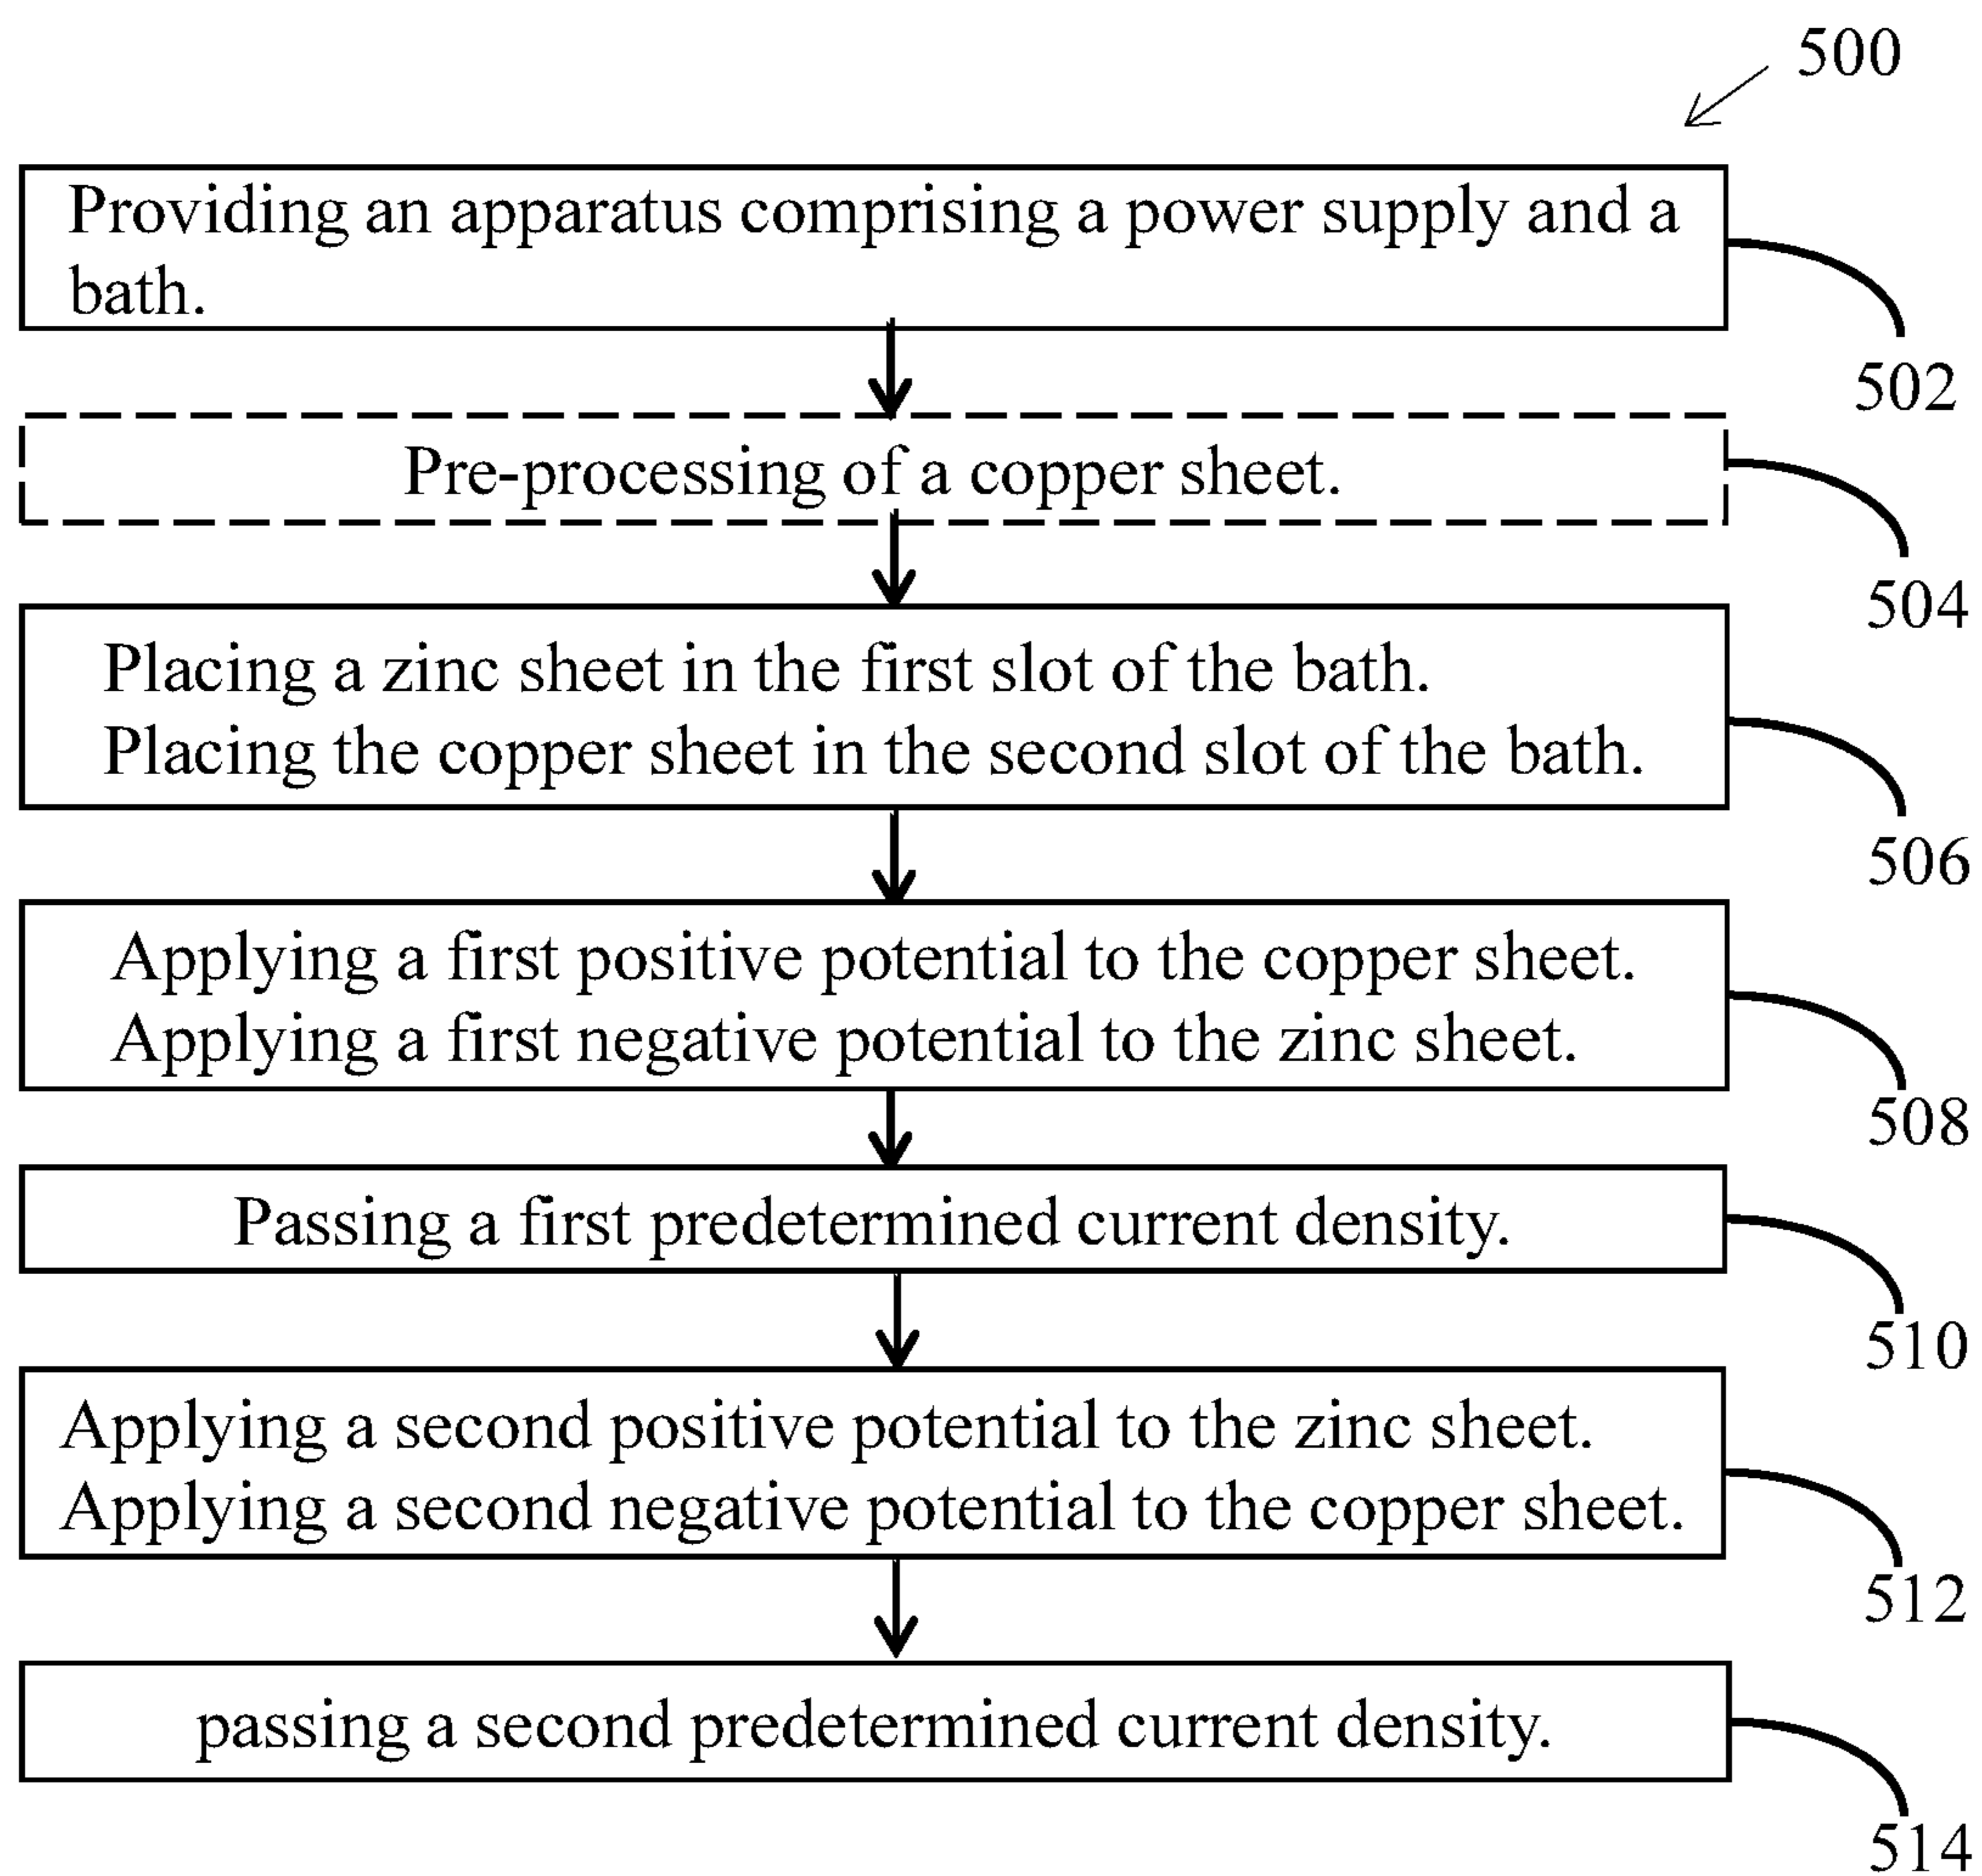 500
Providing an apparatus comprising a power supply and a
bath.
502
Pre-processing of a copper sheet.
504
Placing a zinc sheet in the first slot of the bath.
Placing the copper sheet in the second slot of the bath.
506
Applying a first positive potential to the copper sheet.
Applying a first negative potential to the zinc sheet.
508
Passing a first predetermined current density.
510
Applying a second positive potential to the zinc sheet.
Applying a second negative potential to the copper sheet.
512
passing a second predetermined current density.
514